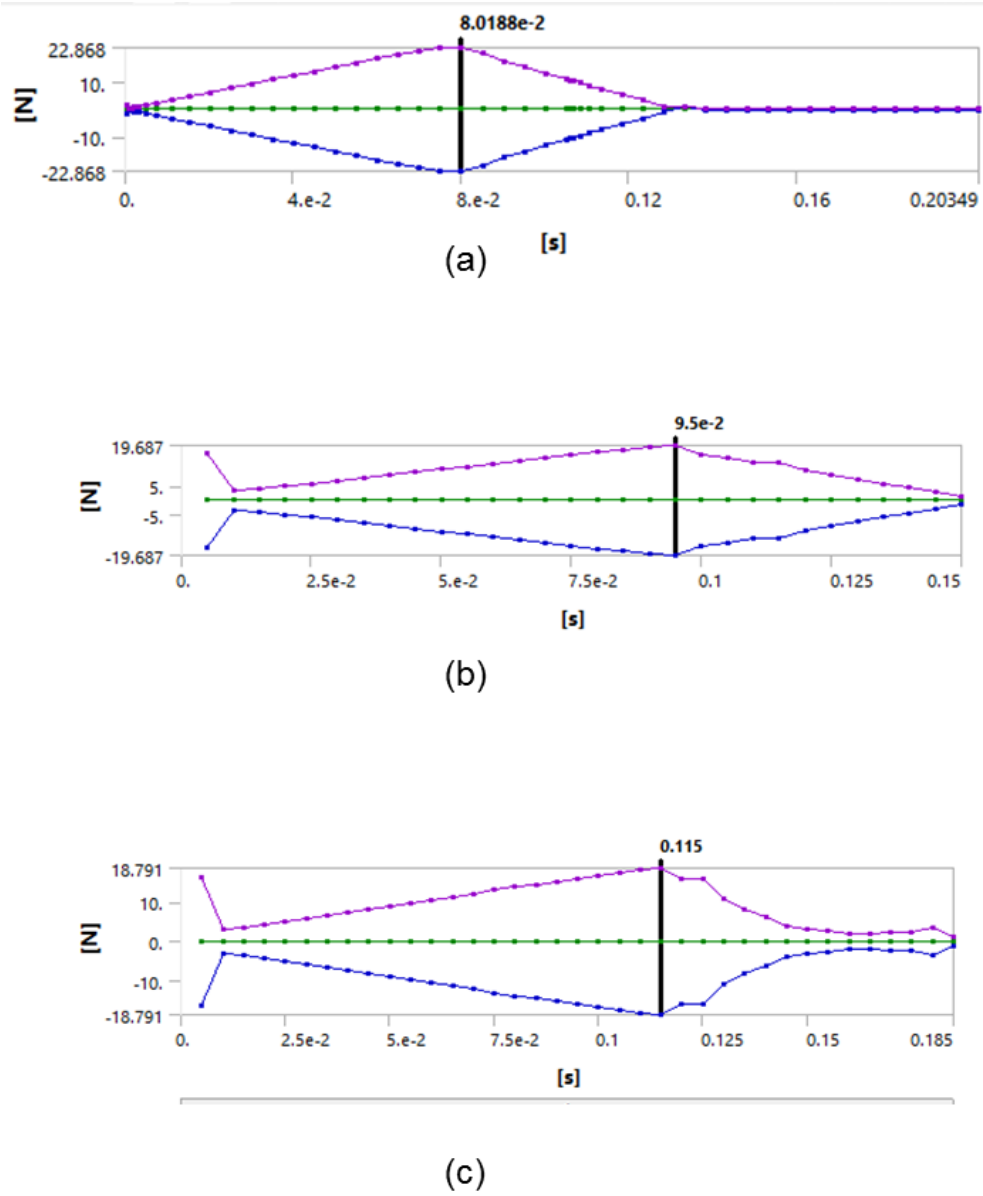 8.0188e-2
22.868
10.
[N]
-10.
-22.868
0. 4.e-2 8.e-2 0.12 0.16 0.20349
[s]
(a)
9.5e-2
19.687
5.
[N]
-5.
-19.687
0. 2.5e-2 5.e-2 7.5e-2 0.1 0.125 0.15
[s]
(b)
0.115
18.791
10.
[N]
0.
-10.
-18.791
0. 2.5e-2 5.e-2 7.5e-2 0.1 0.125 0.15 0.185
[s]
(c)